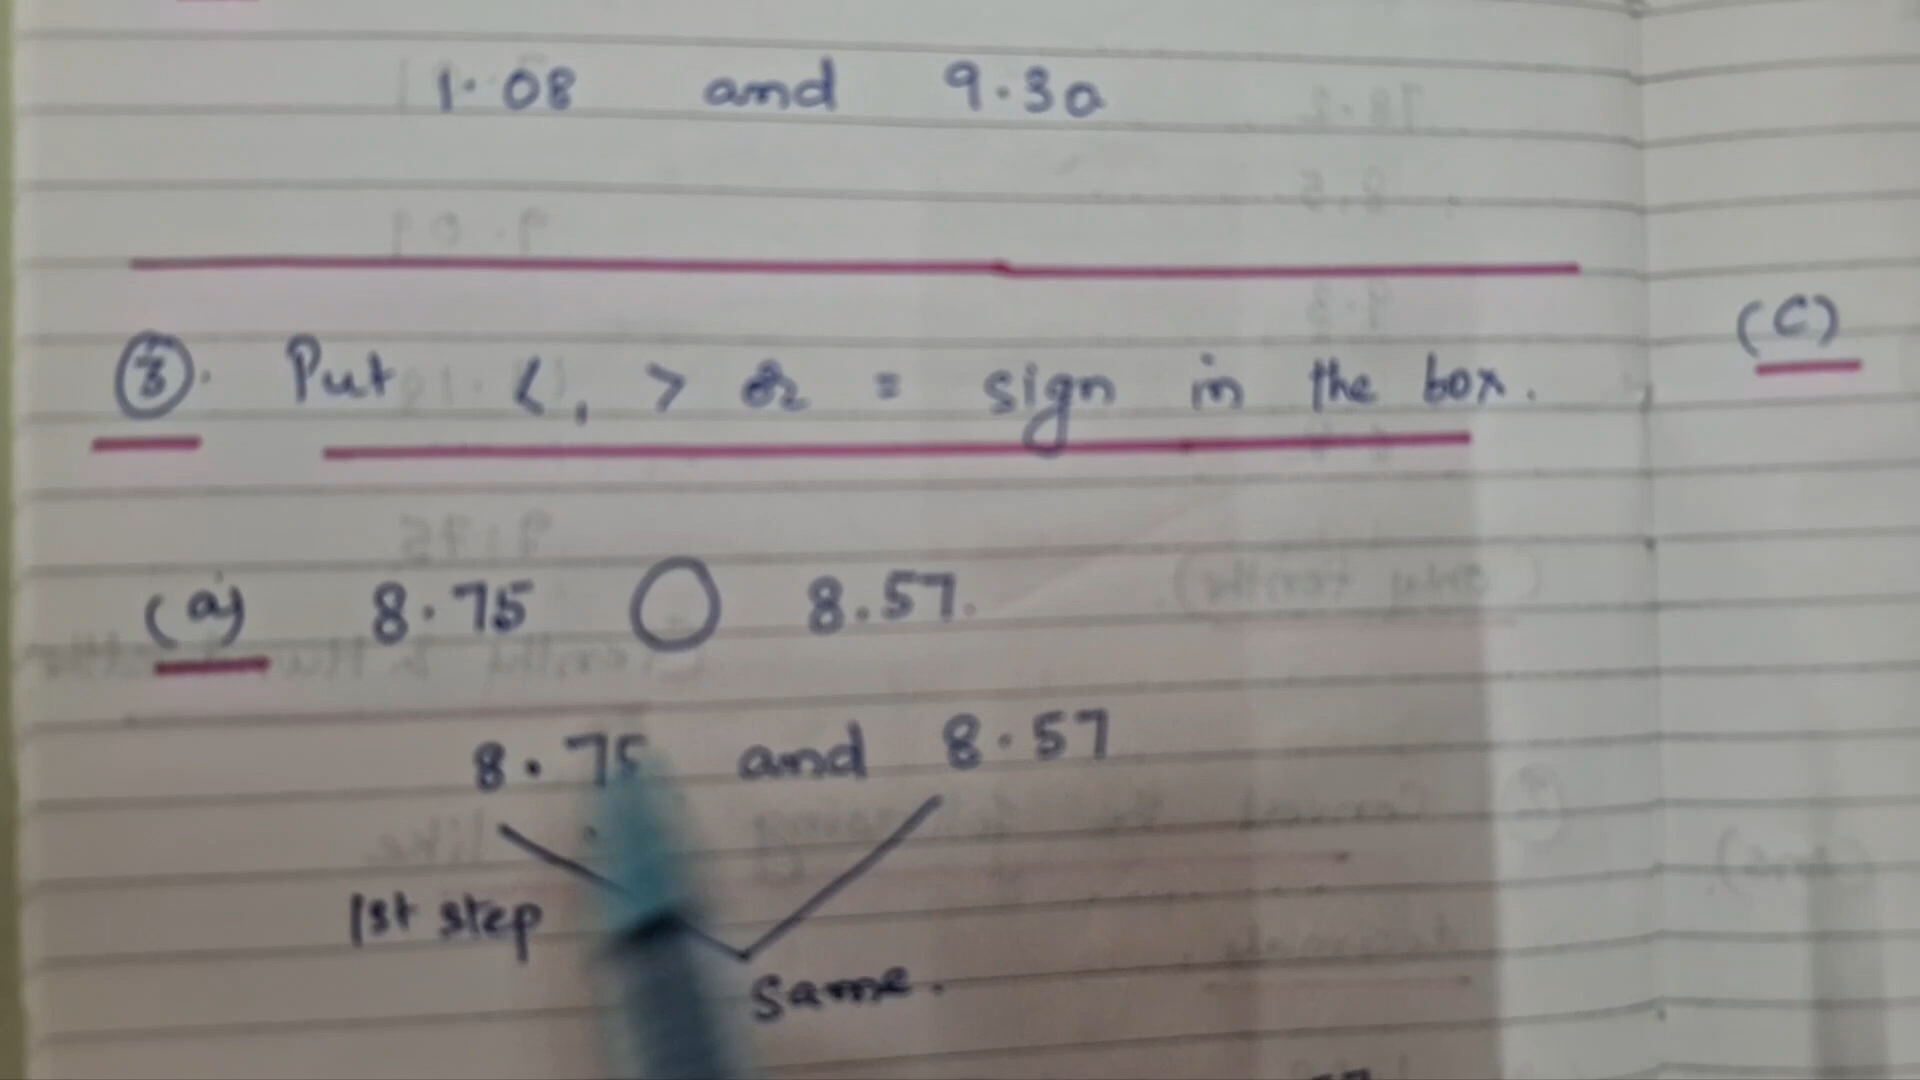 1.08 and 9.30
3. Put <, > or = sign in the box.
(a) 8.75 8.57.
8.75 and 8.57
1st step
same.
(C)